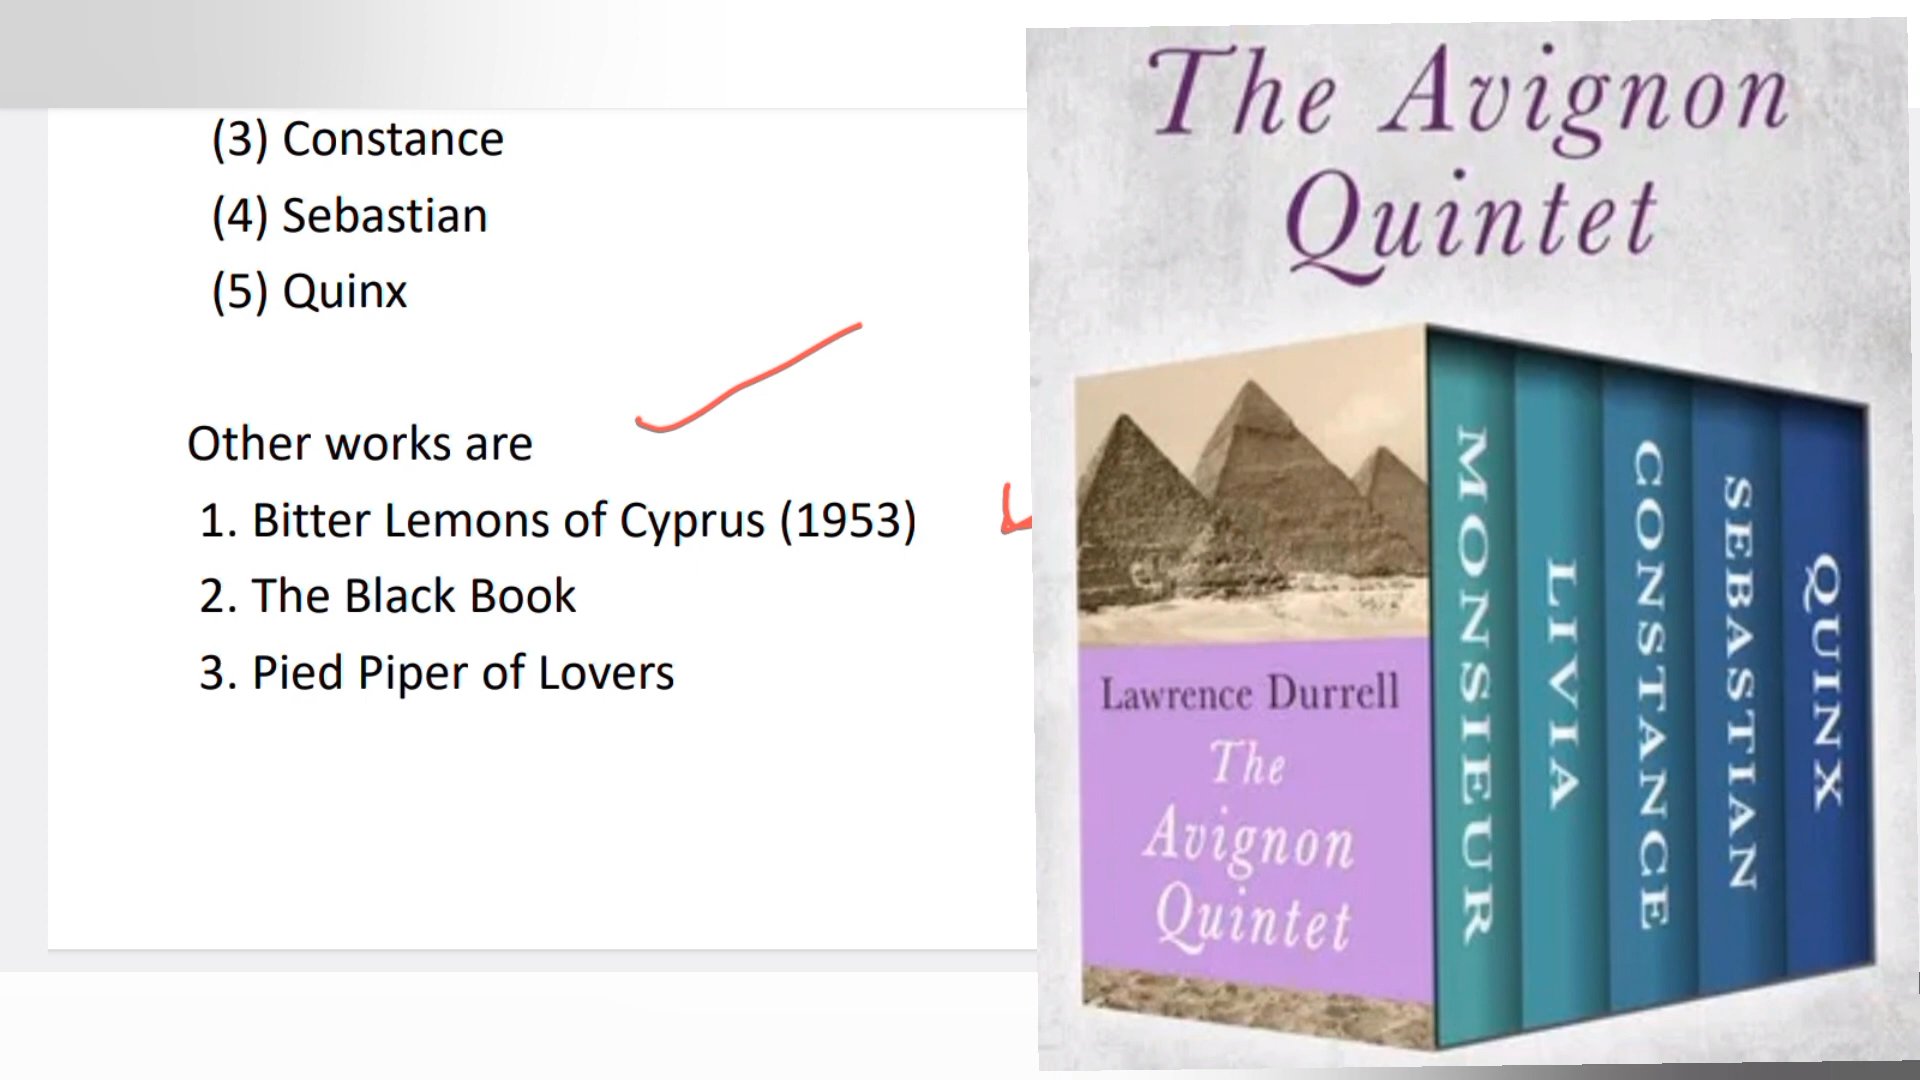 (3) Constance
(4) Sebastian
(5) Quinx
Other works are
1. Bitter Lemons of Cyprus (1953)
2. The Black Book
3. Pied Piper of Lovers
The Avignon
Quintet
Lawrence Durrell
The
Avignon
Quintet
MONSIEUR
LIVIA
CONSTANCE
SEBASTIAN
QUINX